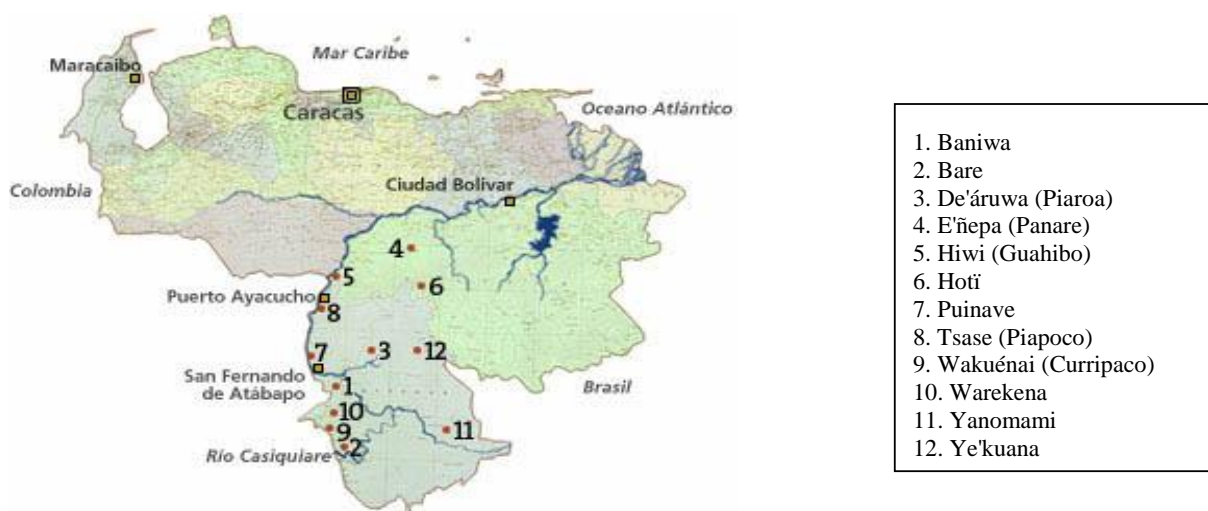 Mar Caribe
Maracaibo
Caracas
Oceano Atlántico
Colombia
Ciudad Bolívar
4
5
6
Puerto Ayacucho
8
7
3
12
San Fernando
de Atábapo
Brasil
1
10
9
11
2
Río Casiquiare
1. Baniwa
2. Bare
3. De'áruwa (Piaroa)
4. E'ñepa (Panare)
5. Hiwi (Guahibo)
6. Hotï
7. Puinave
8. Tsase (Piapoco)
9. Wakuénai (Curripaco)
10. Warekena
11. Yanomami
12. Ye'kuana